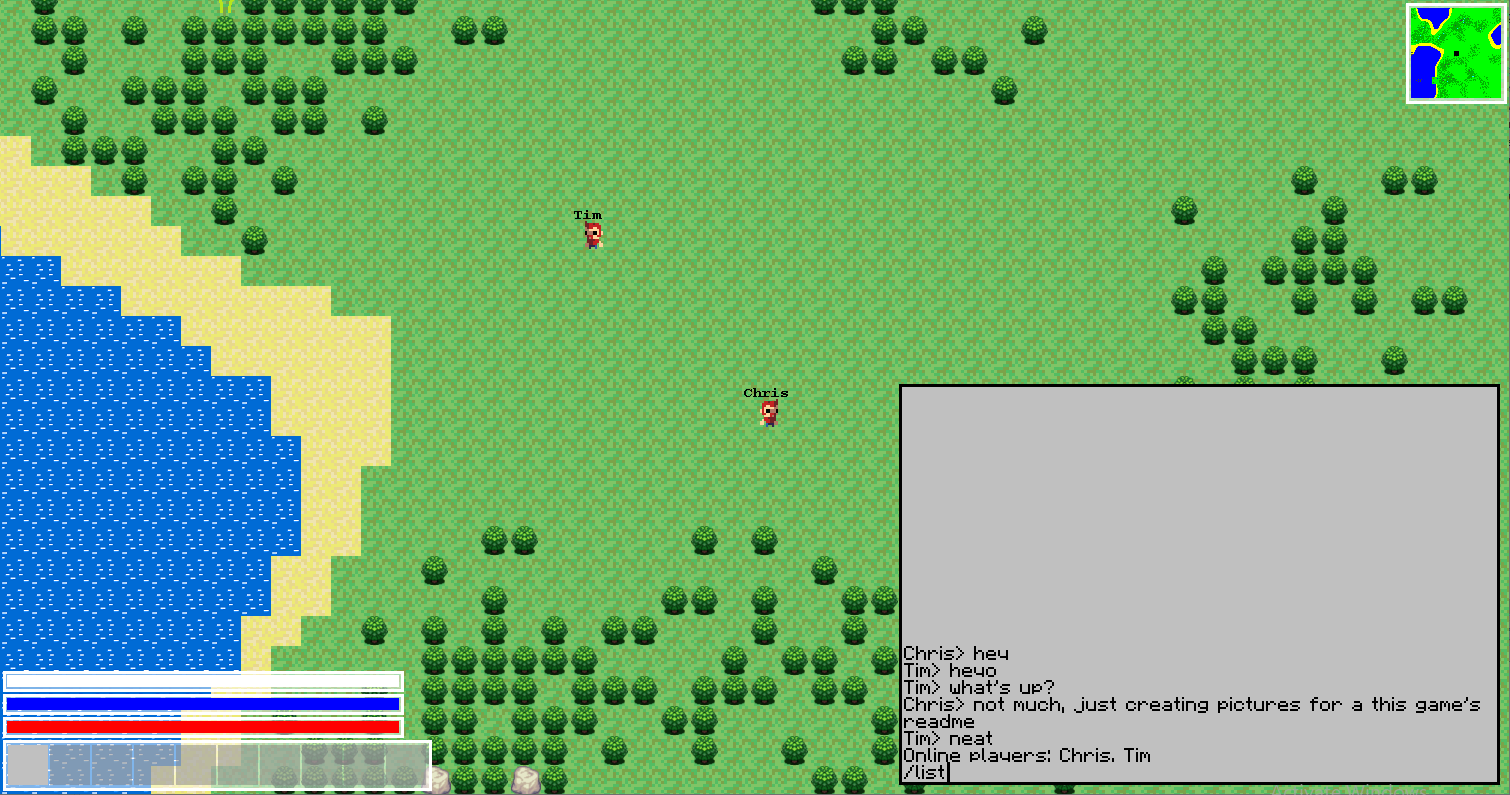 Tim
Chris
Chris> hey
Tim> heyo
Tim> what's up?
Chris> not much, just creating pictures for a this game's
readme
Tim> neat
Online players: Chris, Tim
/list